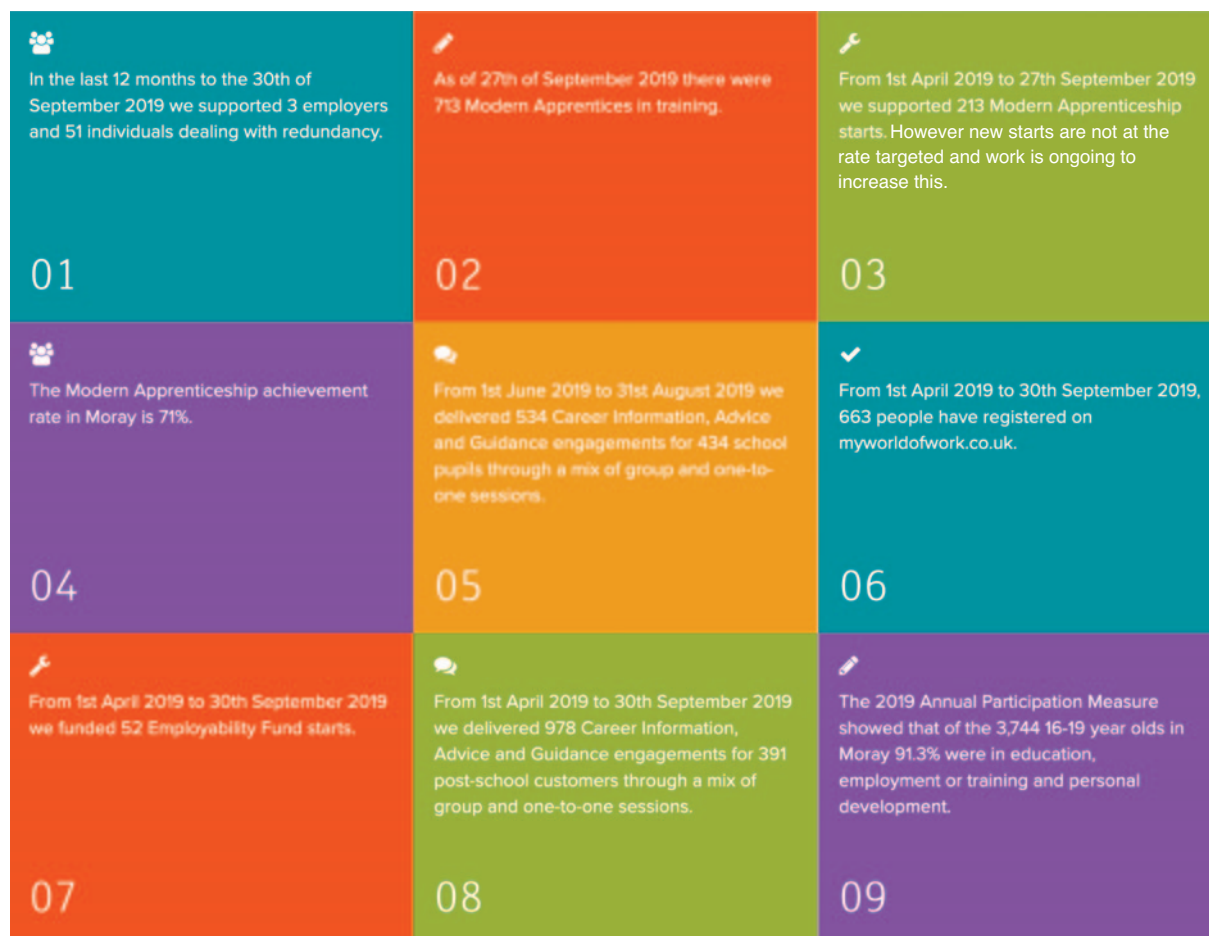 In the last 12 months to the 30th of
September 2019 we supported 3 employers
and 51 individuals dealing with redundancy.
01
As of 27th of September 2019 there were
713 Modern Apprentices in training.
02
From 1st April 2019 to 27th September 2019
we supported 213 Modern Apprenticeship
starts. However new starts are not at the
rate targeted and work is ongoing to
increase this.
03
The Modern Apprenticeship achievement
rate in Moray is 71%.
04
From 1st June 2019 to 31st August 2019 we
delivered 534 Career Information, Advice
and Guidance engagements for 434 school
pupils through a mix of group and one-to-
one sessions.
05
From 1st April 2019 to 30th September 2019,
663 people have registered on
myworldofwork.co.uk.
06
From 1st April 2019 to 30th September 2019
we funded 52 Employability Fund starts.
07
From 1st April 2019 to 30th September 2019
we delivered 978 Career Information,
Advice and Guidance engagements for 391
post-school customers through a mix of
group and one-to-one sessions.
08
The 2019 Annual Participation Measure
showed that of the 3,744 16-19 year olds in
Moray 91.3% were in education,
employment or training and personal
development.
09